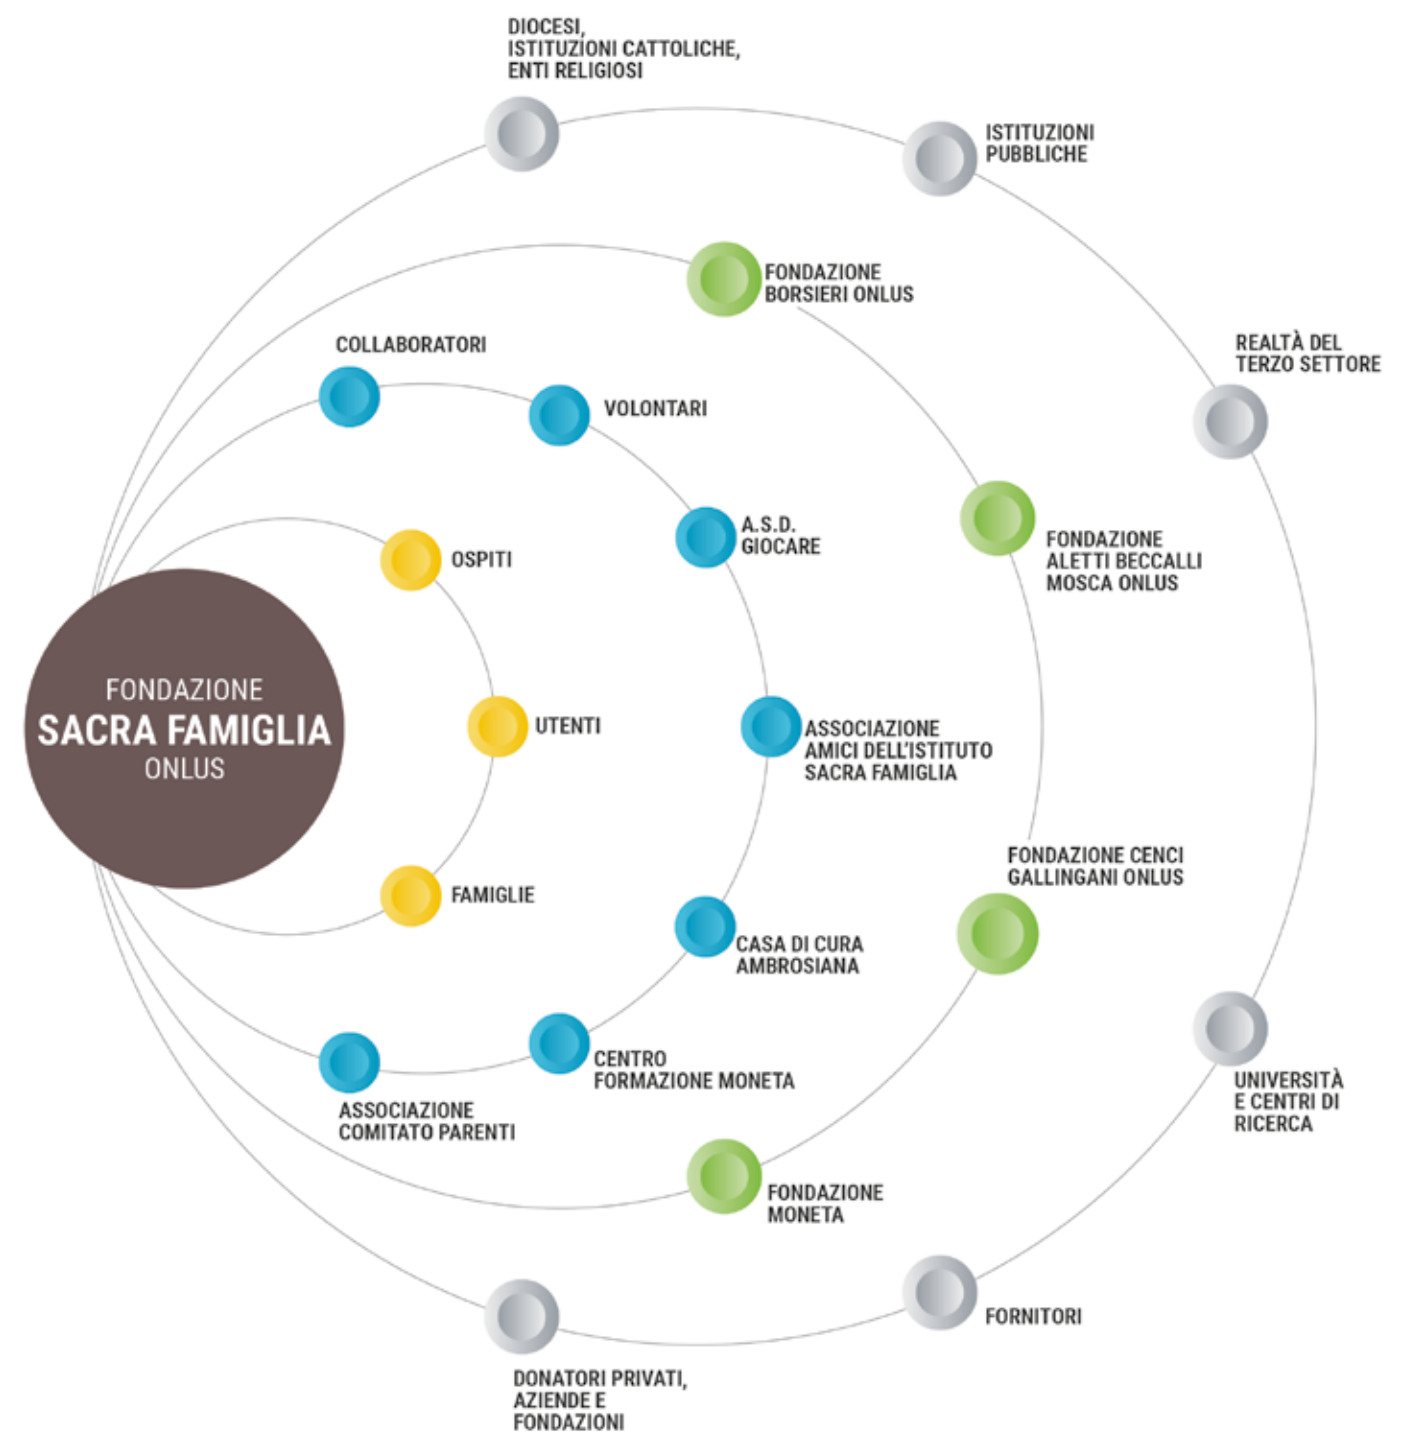 DIOCESI,
ISTITUZIONI CATTOLICHE,
ENTI RELIGIOSI
ISTITUZIONI
PUBBLICHE
FONDAZIONE
BORSIERI ONLUS
REALTÀ DEL
TERZO SETTORE
COLLABORATORI
VOLONTARI
A.S.D.
GIOCARE
FONDAZIONE
ALETTI BECCALLI
MOSCA ONLUS
OSPITI
FONDAZIONE
SACRA FAMIGLIA
ONLUS
UTENTI
ASSOCIAZIONE
AMICI DELL'ISTITUTO
SACRA FAMIGLIA
FAMIGLIE
FONDAZIONE CENCI
GALLINGANI ONLUS
CASA DI CURA
AMBROSIANA
CENTRO
FORMAZIONE MONETA
ASSOCIAZIONE
COMITATO PARENTI
UNIVERSITÀ
E CENTRI DI
RICERCA
FONDAZIONE
MONETA
FORNITORI
DONATORI PRIVATI,
AZIENDE E
FONDAZIONI